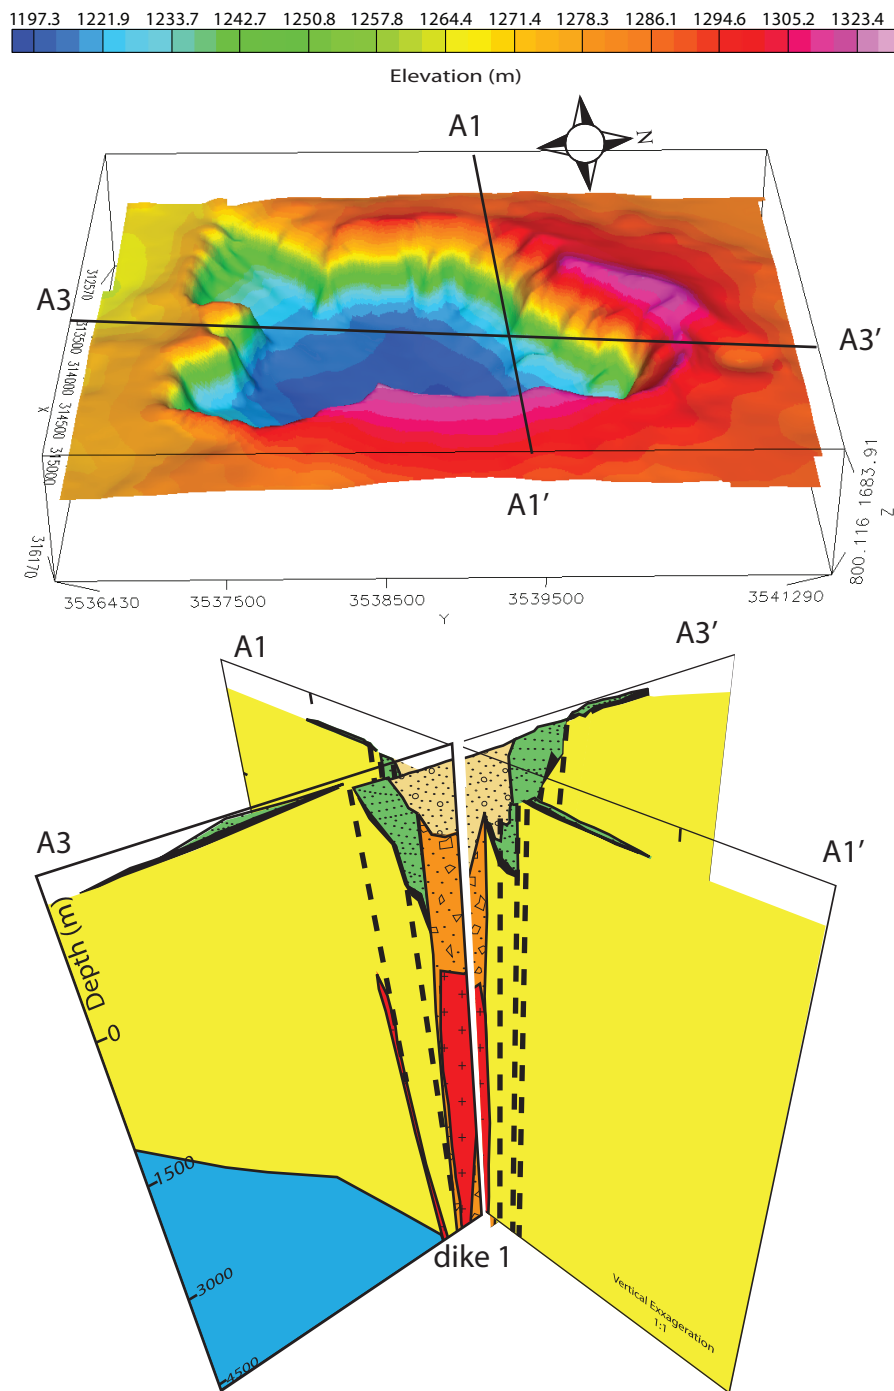 1197.3 1221.9 1233.7 1242.7 1250.8 1257.8 1264.4 1271.4 1278.3 1286.1 1294.6 1305.2 1323.4
Elevation (m)
A1
N
312570
A3
313500
A3’
314000
X
314500
315000
A1’
800.116 1683.91
Z
316170
3536430 3537500 3538500 3539500 3541290
Y
A1 A3’
A3 A1’
Depth (m)
0
1500
dike 1
3000
Vertical Exxageration
1:1
4500